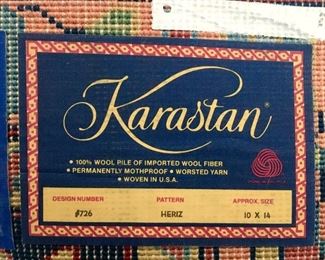 Karastan®
• 100% WOOL PILE OF IMPORTED WOOL FIBER
• PERMANENTLY MOTHPROOF • WORSTED YARN
• WOVEN IN U.S.A.
DESIGN NUMBER PATTERN APPROX. SIZE
#726 HERIZ 10 X 14